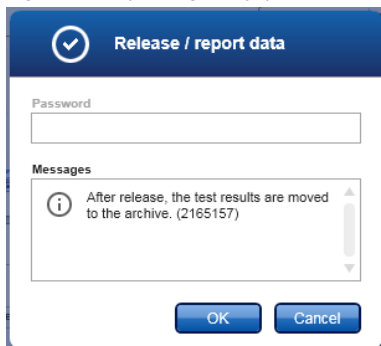 Release / report data
Password
Messages
After release, the test results are moved
to the archive. (2165157)
OK
Cancel